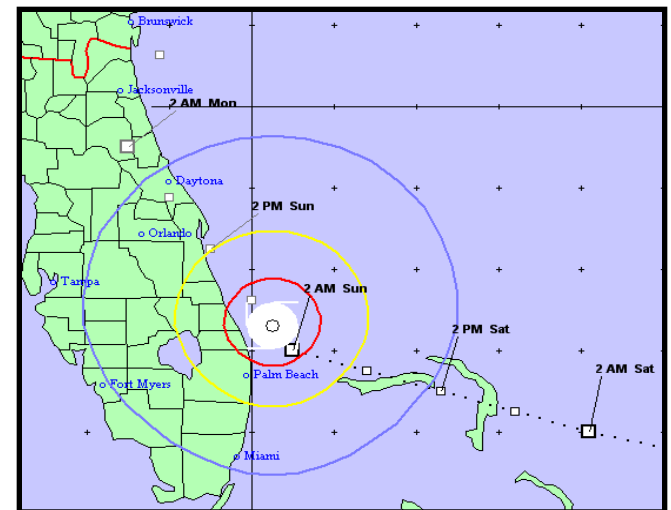 Brunswick
Jacksonville
2 AM Mon
Daytona
2 PM Sun
Orlando
Tampa
2 AM Sun
2 PM Sat
2 AM Sat
Palm Beach
Fort Myers
Miami